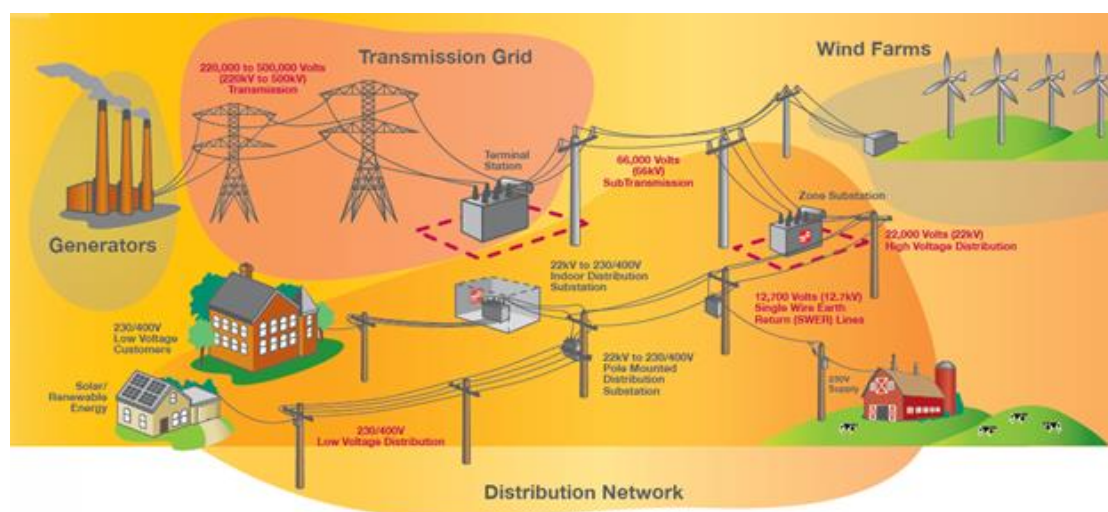 Transmission Grid
Wind Farms
220,000 to 500,000 Volts
(220kV to 500kV)
Transmission
Terminal
Station
66,000 Volts
(66kV)
SubTransmission
Zone Substation
Generators
22,000 Volts (22kV)
High Voltage Distribution
22kV to 230/400V
Indoor Distribution
Substation
12,700 Volts (12.7kV)
Single Wire Earth
Return (SWER) Lines
230/400V
Low Voltage
Customers
22kV to 230/400V
Pole Mounted
Distribution
Substation
230V
Supply
Solar/
Renewable
Energy
230/400V
Low Voltage Distribution
Distribution Network